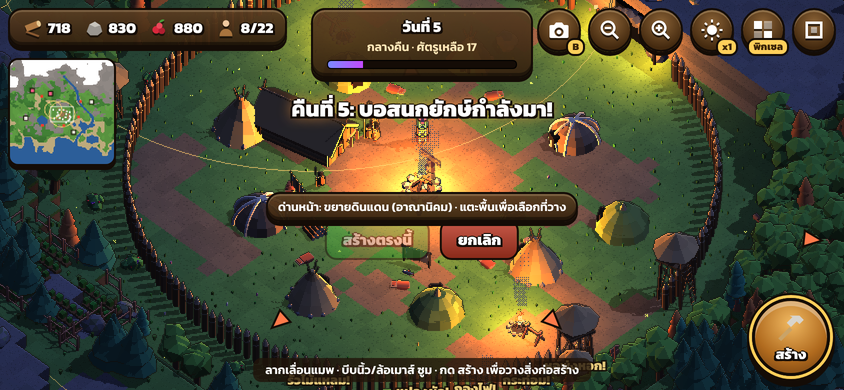 718
830
880
8/22
วันที่ 5
กลางคืน · ศัตรูเหลือ 17
B
x1
พิกเซล
คืนที่ 5: บอสนกยักษ์กำลังมา!
ด่านหน้า: ขยายดินแดน (อาณานิคม) · แตะพื้นเพื่อเลือกที่วาง
สร้างตรงนี้
ยกเลิก
สร้าง
ลากเลื่อนแมพ · บีบนิ้ว/ล้อเมาส์ ซูม · กด สร้าง เพื่อวางสิ่งก่อสร้าง